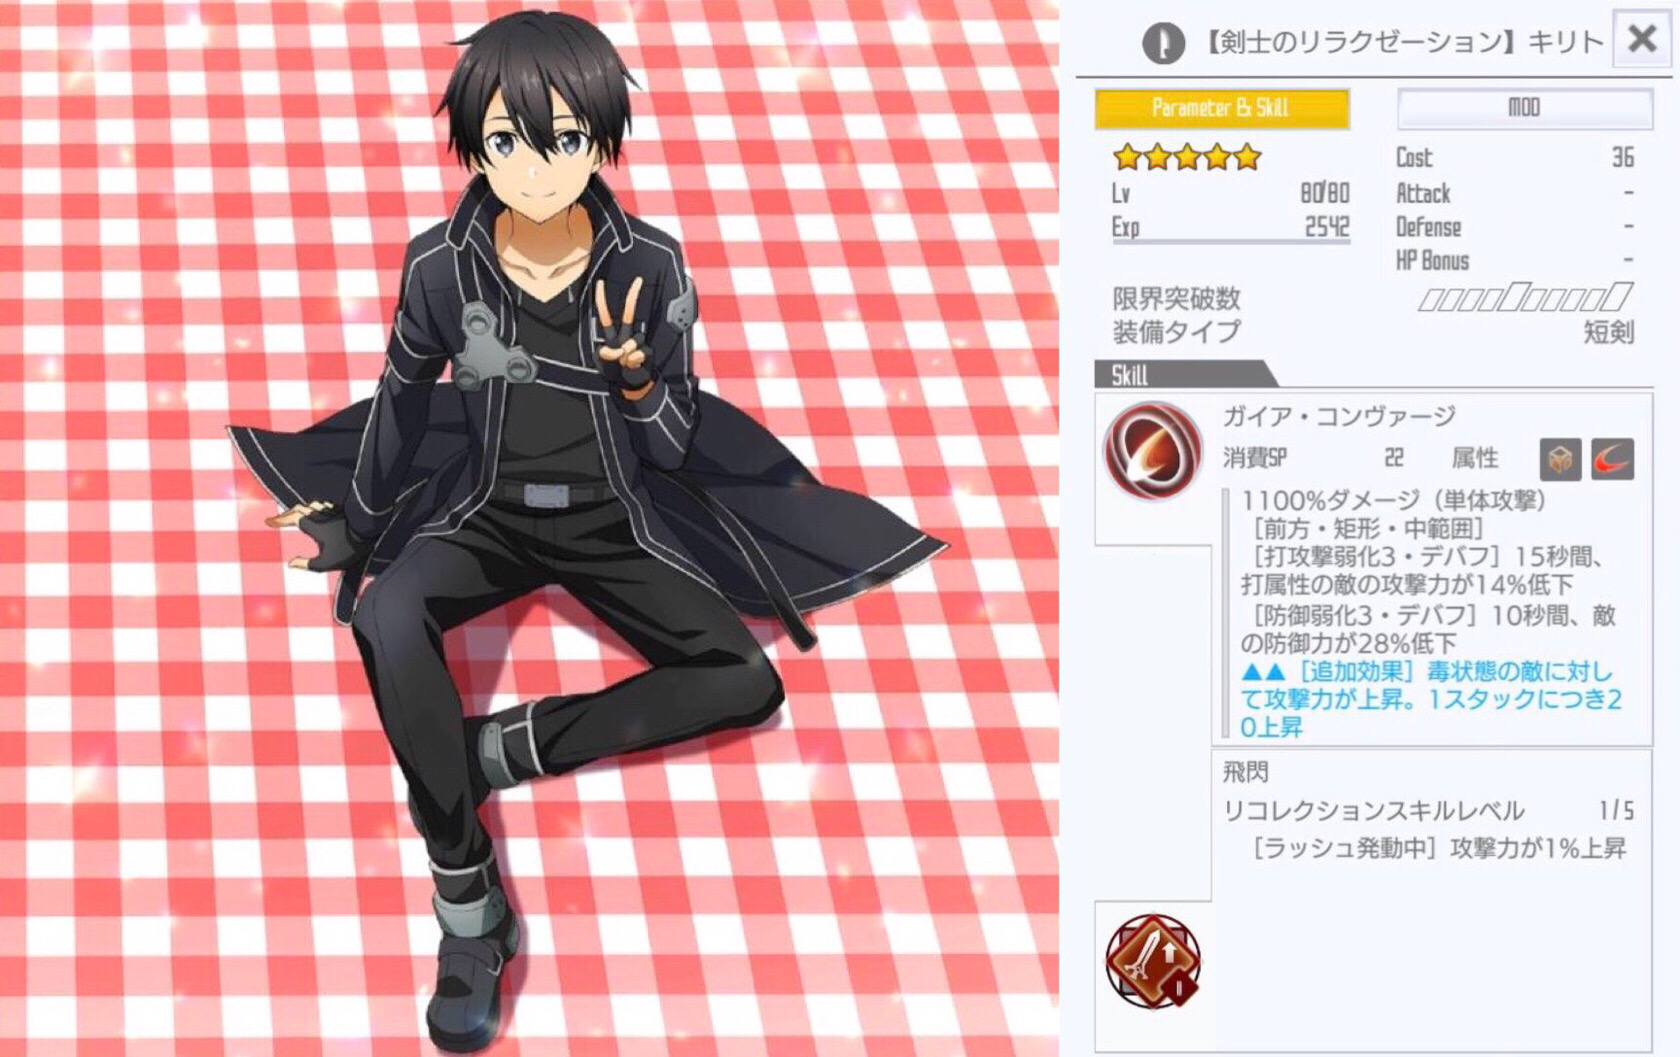 【剣士のリラクゼーション】キリト
Parameter & Skill
MOD
Lv 80/80
Exp 2542
Cost 36
Attack -
Defense -
HP Bonus -
限界突破数
装備タイプ 短剣
Skill
ガイア・コンヴァージ
消費SP 22 属性
1100%ダメージ（単体攻撃）
［前方・矩形・中範囲］
［打攻撃弱化3・デバフ］15秒間、
打属性の敵の攻撃力が14%低下
［防御弱化3・デバフ］10秒間、敵
の防御力が28%低下
▲▲［追加効果］毒状態の敵に対し
て攻撃力が上昇。1スタックにつき2
0上昇
飛閃
リコレクションスキルレベル 1/5
［ラッシュ発動中］攻撃力が1%上昇
I